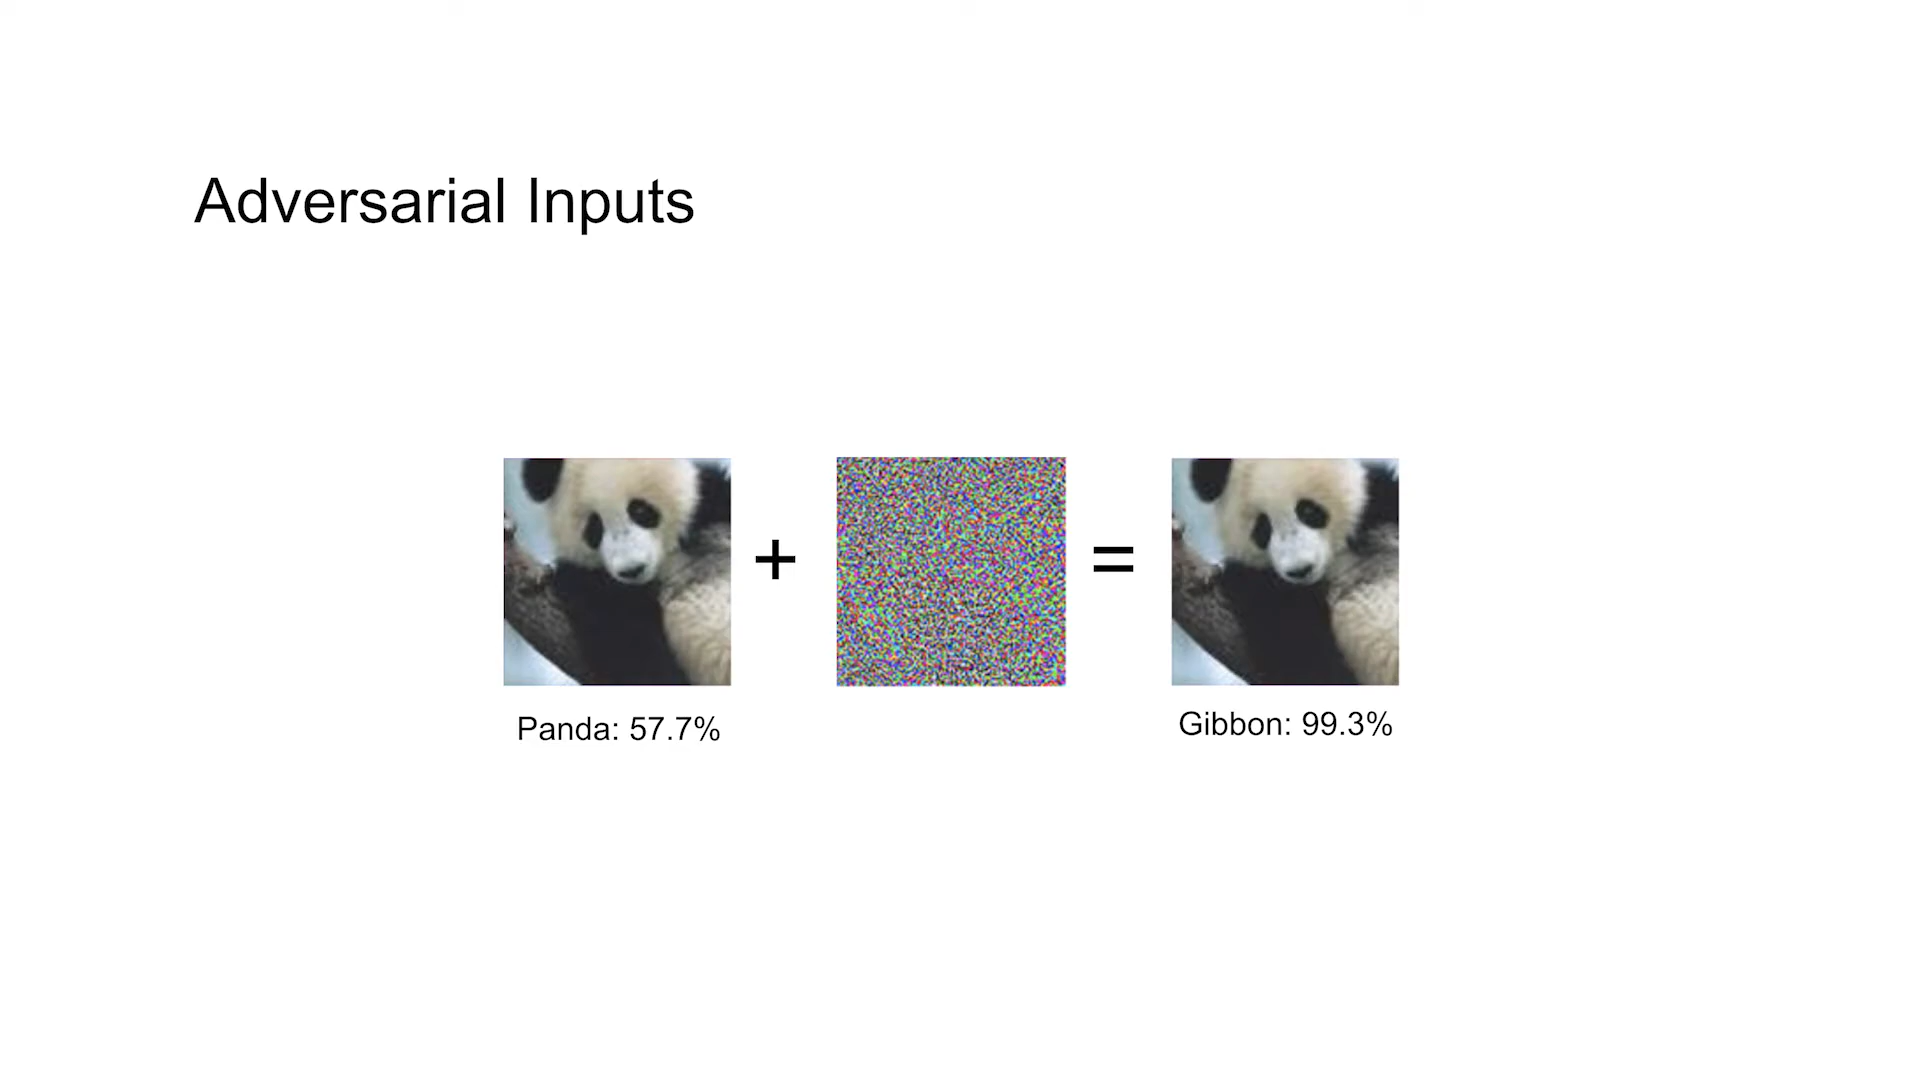 Adversarial Inputs
+
=
Panda: 57.7%
Gibbon: 99.3%